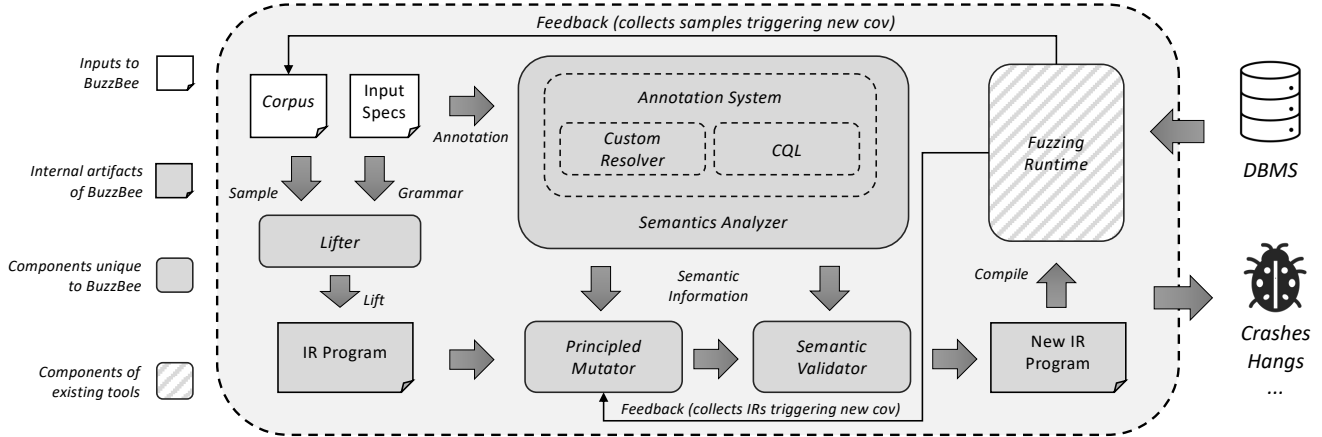 Feedback (collects samples triggering new cov)
Inputs to
BuzzBee
Corpus
Input
Specs
Annotation
Annotation System
Custom
Resolver
CQL
Semantics Analyzer
Fuzzing
Runtime
DBMS
Internal artifacts
of BuzzBee
Sample
Grammar
Lifter
Components unique
to BuzzBee
Lift
Semantic
Information
Compile
IR Program
Principled
Mutator
Semantic
Validator
New IR
Program
Crashes
Hangs
...
Components of
existing tools
Feedback (collects IRs triggering new cov)